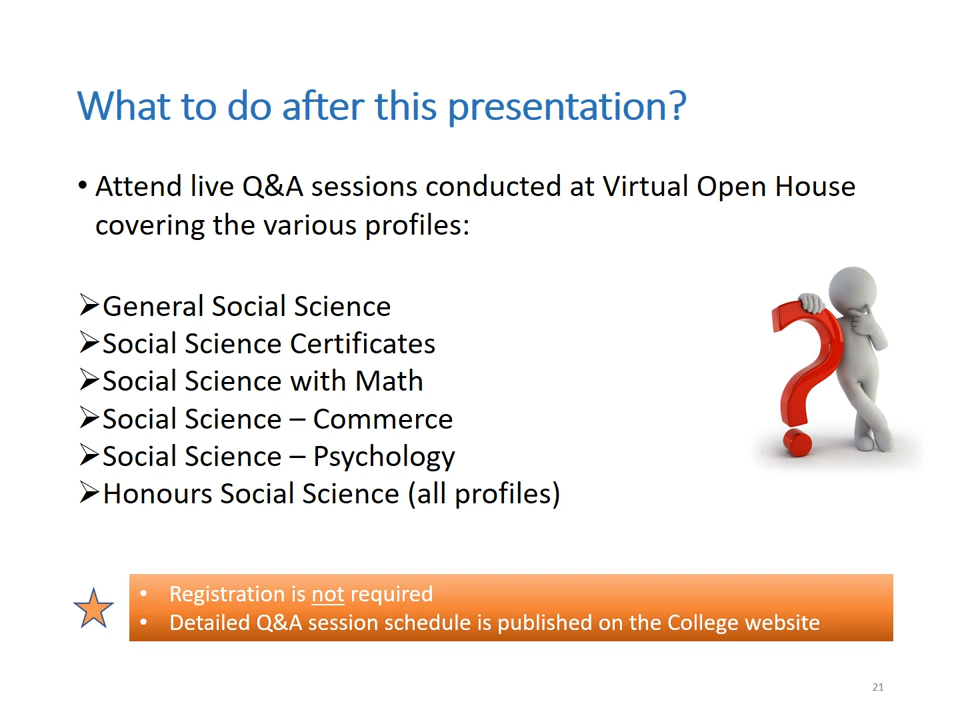 What to do after this presentation?
• Attend live Q&A sessions conducted at Virtual Open House
covering the various profiles:
➢General Social Science
➢Social Science Certificates
➢Social Science with Math
➢Social Science – Commerce
➢Social Science – Psychology
➢Honours Social Science (all profiles)
• Registration is not required
• Detailed Q&A session schedule is published on the College website
21